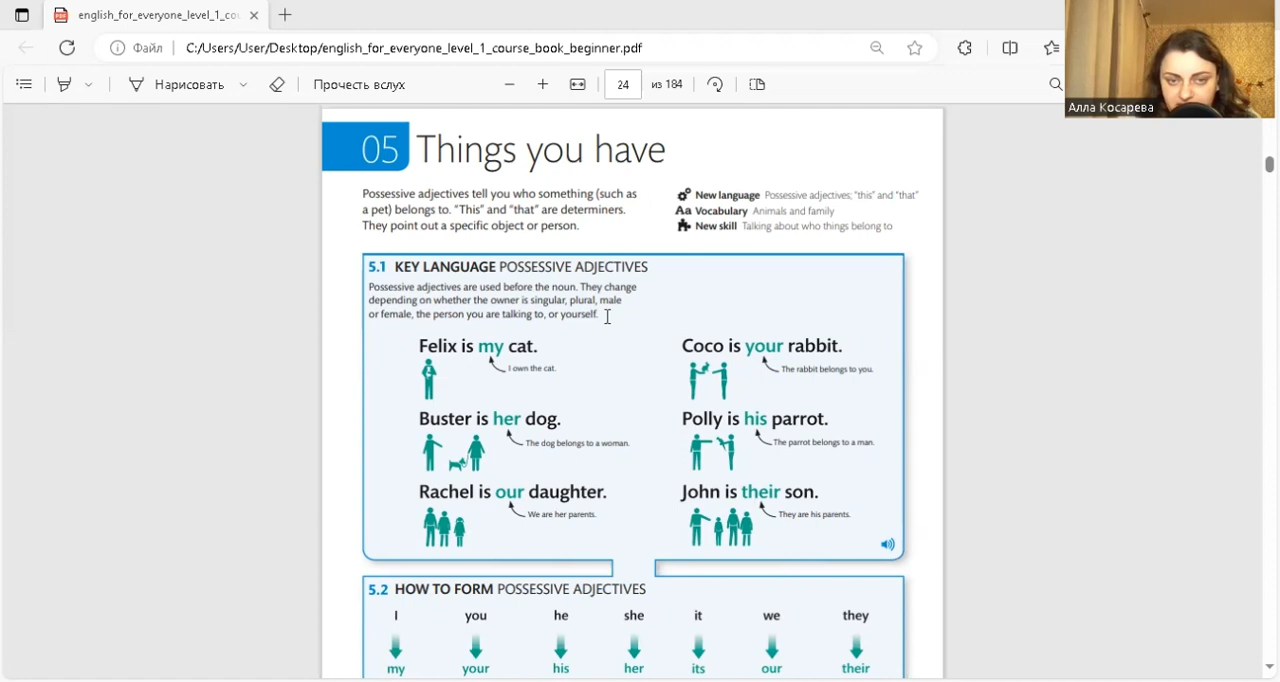 english_for_everyone_level_1_cou
Файл
C:/Users/User/Desktop/english_for_everyone_level_1_course_book_beginner.pdf
Нарисовать
Прочесть вслух
24
из 184
Алла Косарева
05 Things you have
Possessive adjectives tell you who something (such as
a pet) belongs to. “This” and “that” are determiners.
They point out a specific object or person.
New language Possessive adjectives; “this” and “that”
Aa Vocabulary Animals and family
New skill Talking about who things belong to
5.1 KEY LANGUAGE POSSESSIVE ADJECTIVES
Possessive adjectives are used before the noun. They change
depending on whether the owner is singular, plural, male
or female, the person you are talking to, or yourself.
Felix is my cat.
I own the cat.
Coco is your rabbit.
The rabbit belongs to you.
Buster is her dog.
The dog belongs to a woman.
Polly is his parrot.
The parrot belongs to a man.
Rachel is our daughter.
We are her parents.
John is their son.
They are his parents.
5.2 HOW TO FORM POSSESSIVE ADJECTIVES
I you he she it we they
my your his her its our their